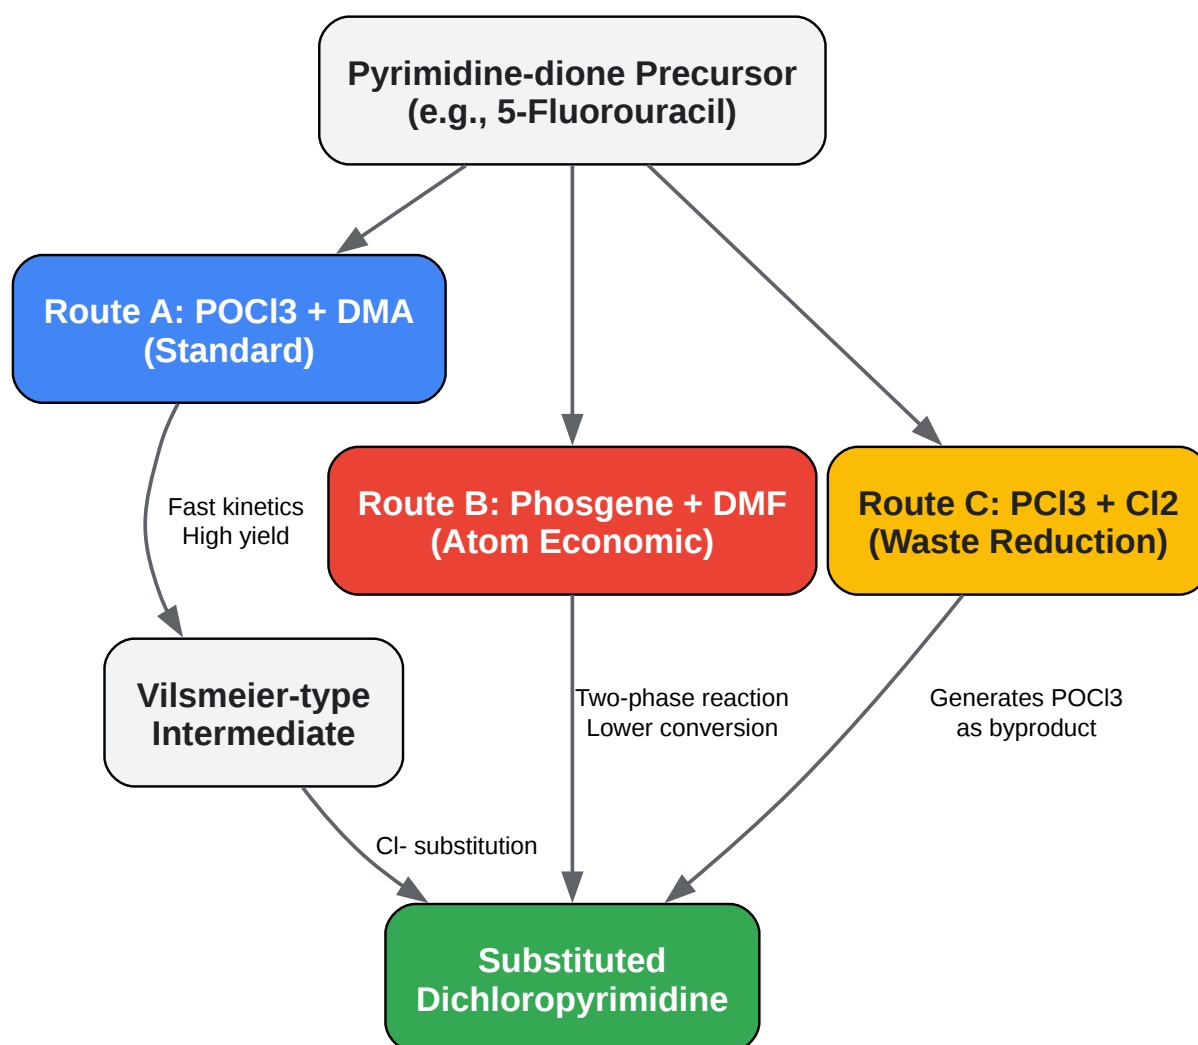 Pyrimidine-dione Precursor
(e.g., 5-Fluorouracil)
Route A: POCl3 + DMA
(Standard)
Route B: Phosgene + DMF
(Atom Economic)
Route C: PCl3 + Cl2
(Waste Reduction)
Fast kinetics
High yield
Vilsmeier-type
Intermediate
Two-phase reaction
Lower conversion
Generates POCl3
as byproduct
Cl- substitution
Substituted
Dichloropyrimidine